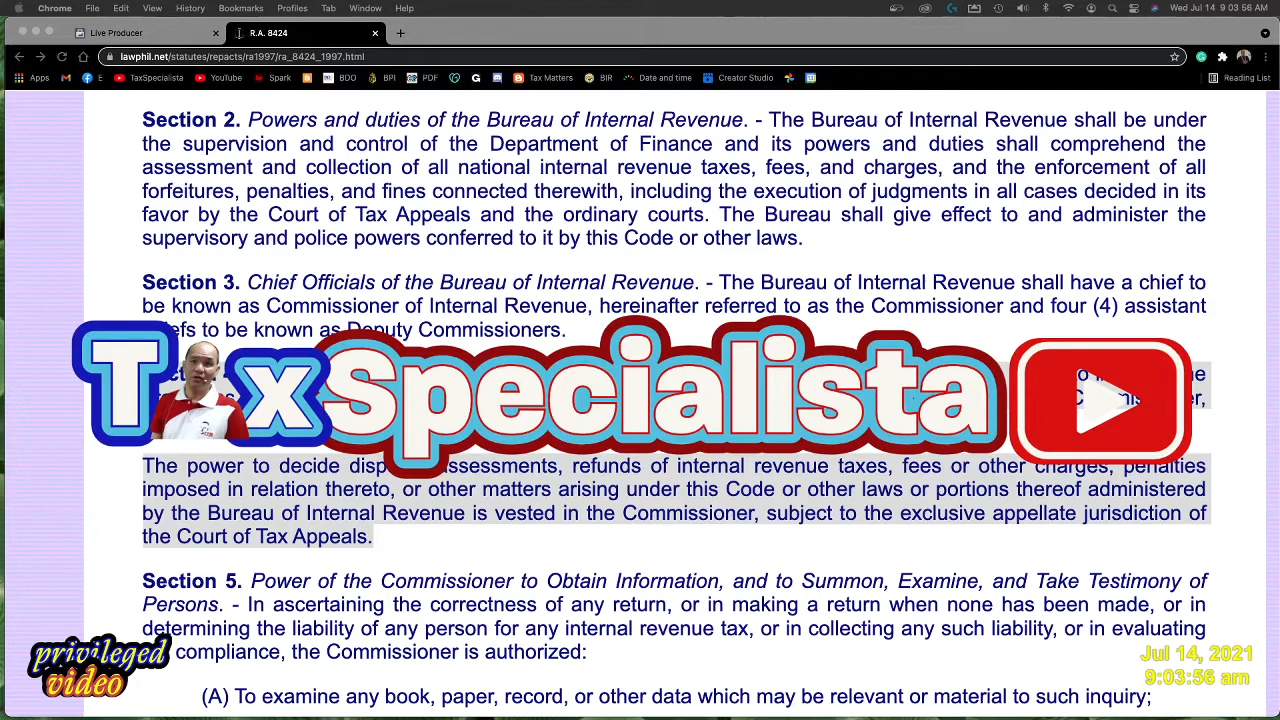 Chrome File Edit View History Bookmarks Profiles Tab Window Help Wed Jul 14 9:03:56 AM
Live Producer R.A. 8424
lawphil.net/statutes/repacts/ra1997/ra_8424_1997.html
Apps E TaxSpecialista YouTube Spark BDO BPI PDF Tax Matters BIR Date and time Creator Studio Reading List
Section 2. Powers and duties of the Bureau of Internal Revenue. - The Bureau of Internal Revenue shall be under
the supervision and control of the Department of Finance and its powers and duties shall comprehend the
assessment and collection of all national internal revenue taxes, fees, and charges, and the enforcement of all
forfeitures, penalties, and fines connected therewith, including the execution of judgments in all cases decided in its
favor by the Court of Tax Appeals and the ordinary courts. The Bureau shall give effect to and administer the
supervisory and police powers conferred to it by this Code or other laws.
Section 3. Chief Officials of the Bureau of Internal Revenue. - The Bureau of Internal Revenue shall have a chief to
be known as Commissioner of Internal Revenue, hereinafter referred to as the Commissioner and four (4) assistant
chiefs to be known as Deputy Commissioners.
TaxSpecialista
The power to decide assessments, refunds of internal revenue taxes, fees or other charges, penalties
imposed in relation thereto, or other matters arising under this Code or other laws or portions thereof administered
by the Bureau of Internal Revenue is vested in the Commissioner, subject to the exclusive appellate jurisdiction of
the Court of Tax Appeals.
Section 5. Power of the Commissioner to Obtain Information, and to Summon, Examine, and Take Testimony of
Persons. - In ascertaining the correctness of any return, or in making a return when none has been made, or in
determining the liability of any person for any internal revenue tax, or in collecting any such liability, or in evaluating
compliance, the Commissioner is authorized:
(A) To examine any book, paper, record, or other data which may be relevant or material to such inquiry;
privileged
video
Jul 14, 2021
9:03:56 am